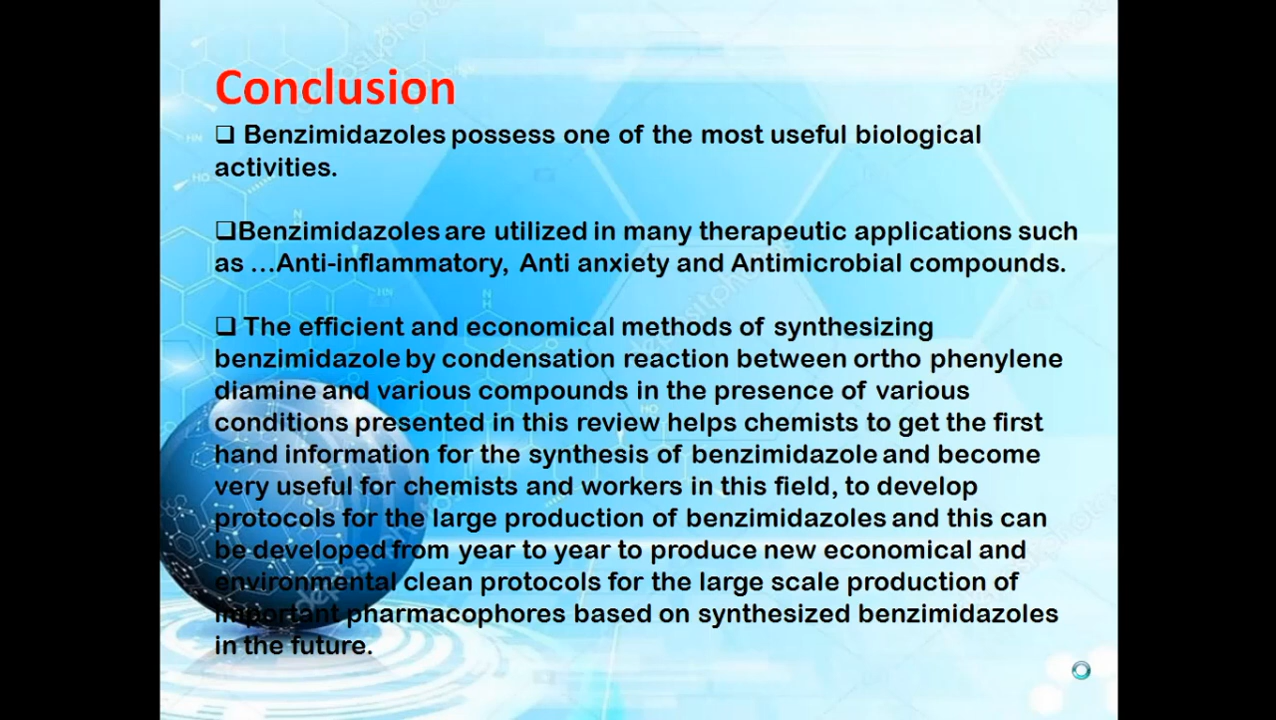 Conclusion
❑ Benzimidazoles possess one of the most useful biological
activities.
❑Benzimidazoles are utilized in many therapeutic applications such
as ...Anti-inflammatory, Anti anxiety and Antimicrobial compounds.
❑ The efficient and economical methods of synthesizing
benzimidazole by condensation reaction between ortho phenylene
diamine and various compounds in the presence of various
conditions presented in this review helps chemists to get the first
hand information for the synthesis of benzimidazole and become
very useful for chemists and workers in this field, to develop
protocols for the large production of benzimidazoles and this can
be developed from year to year to produce new economical and
environmental clean protocols for the large scale production of
important pharmacophores based on synthesized benzimidazoles
in the future.